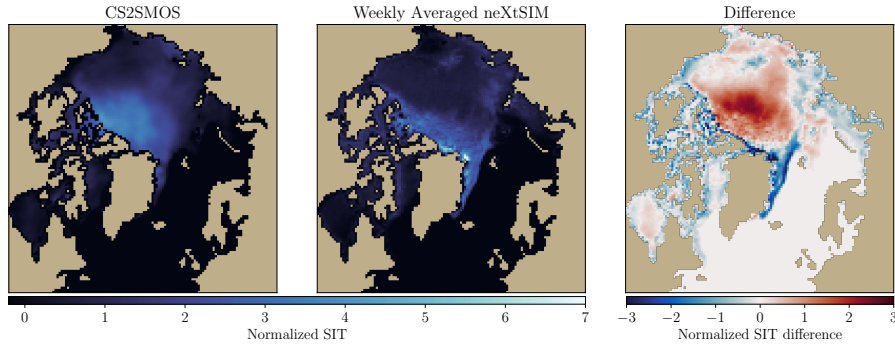 CS2SMOS
Weekly Averaged neXtSIM
Difference
0 1 2 3 4 5 6 7
Normalized SIT
−3 −2 −1 0 1 2 3
Normalized SIT difference